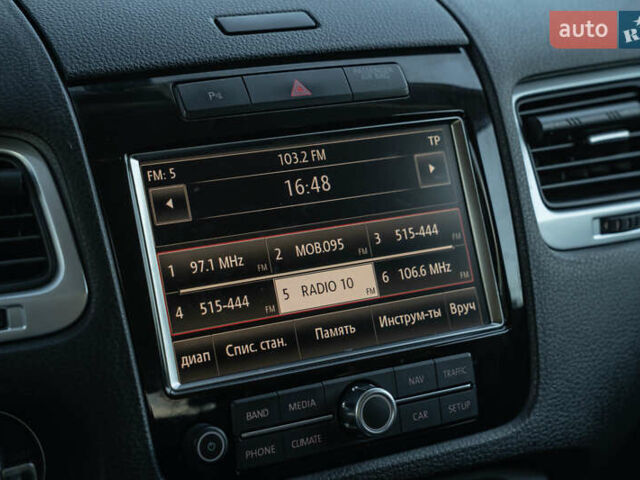 auto
R
P
FM: 5
103.2 FM
TP
16:48
1 97.1 MHz FM
2 MOB.095 FM
3 515-444 FM
4 515-444 FM
5 RADIO 10 FM
6 106.6 MHz FM
диап
Спис. стан.
Память
Инструм-ты
Вруч
BAND
MEDIA
NAV
TRAFFIC
PHONE
CLIMATE
CAR
SETUP